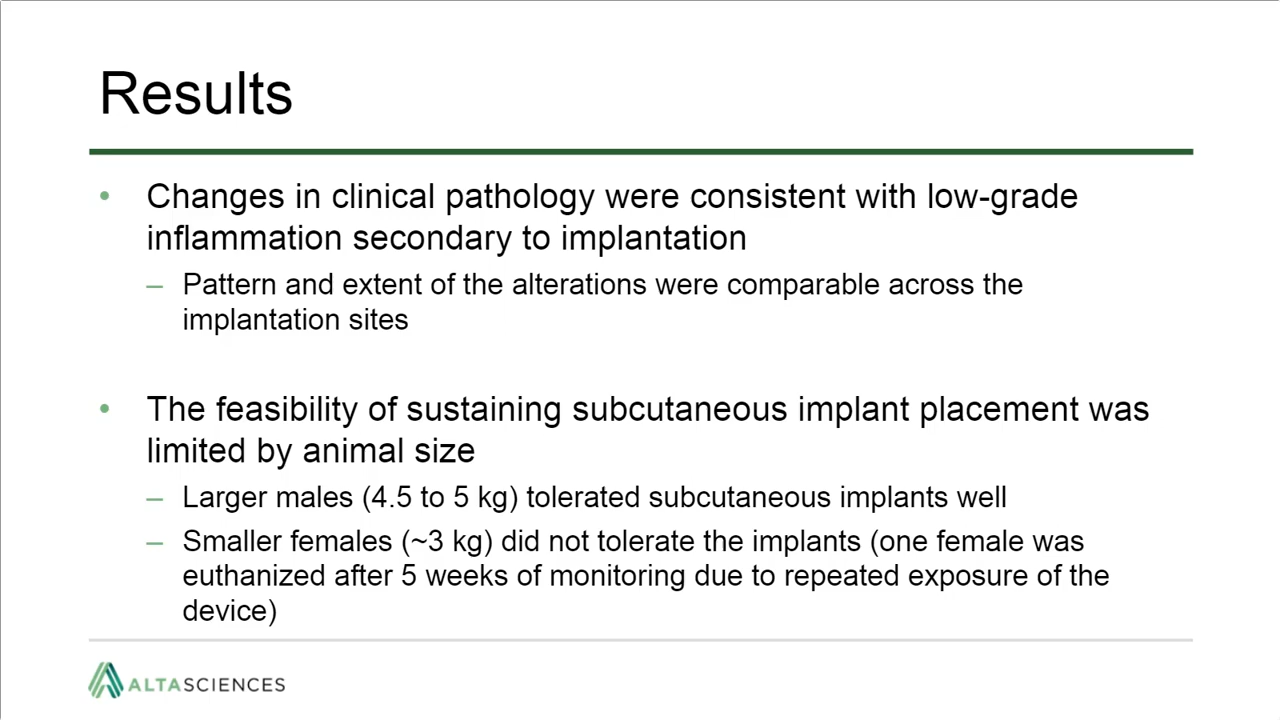 Results
• Changes in clinical pathology were consistent with low-grade
inflammation secondary to implantation
– Pattern and extent of the alterations were comparable across the
implantation sites
• The feasibility of sustaining subcutaneous implant placement was
limited by animal size
– Larger males (4.5 to 5 kg) tolerated subcutaneous implants well
– Smaller females (~3 kg) did not tolerate the implants (one female was
euthanized after 5 weeks of monitoring due to repeated exposure of the
device)
ALTASCIENCES